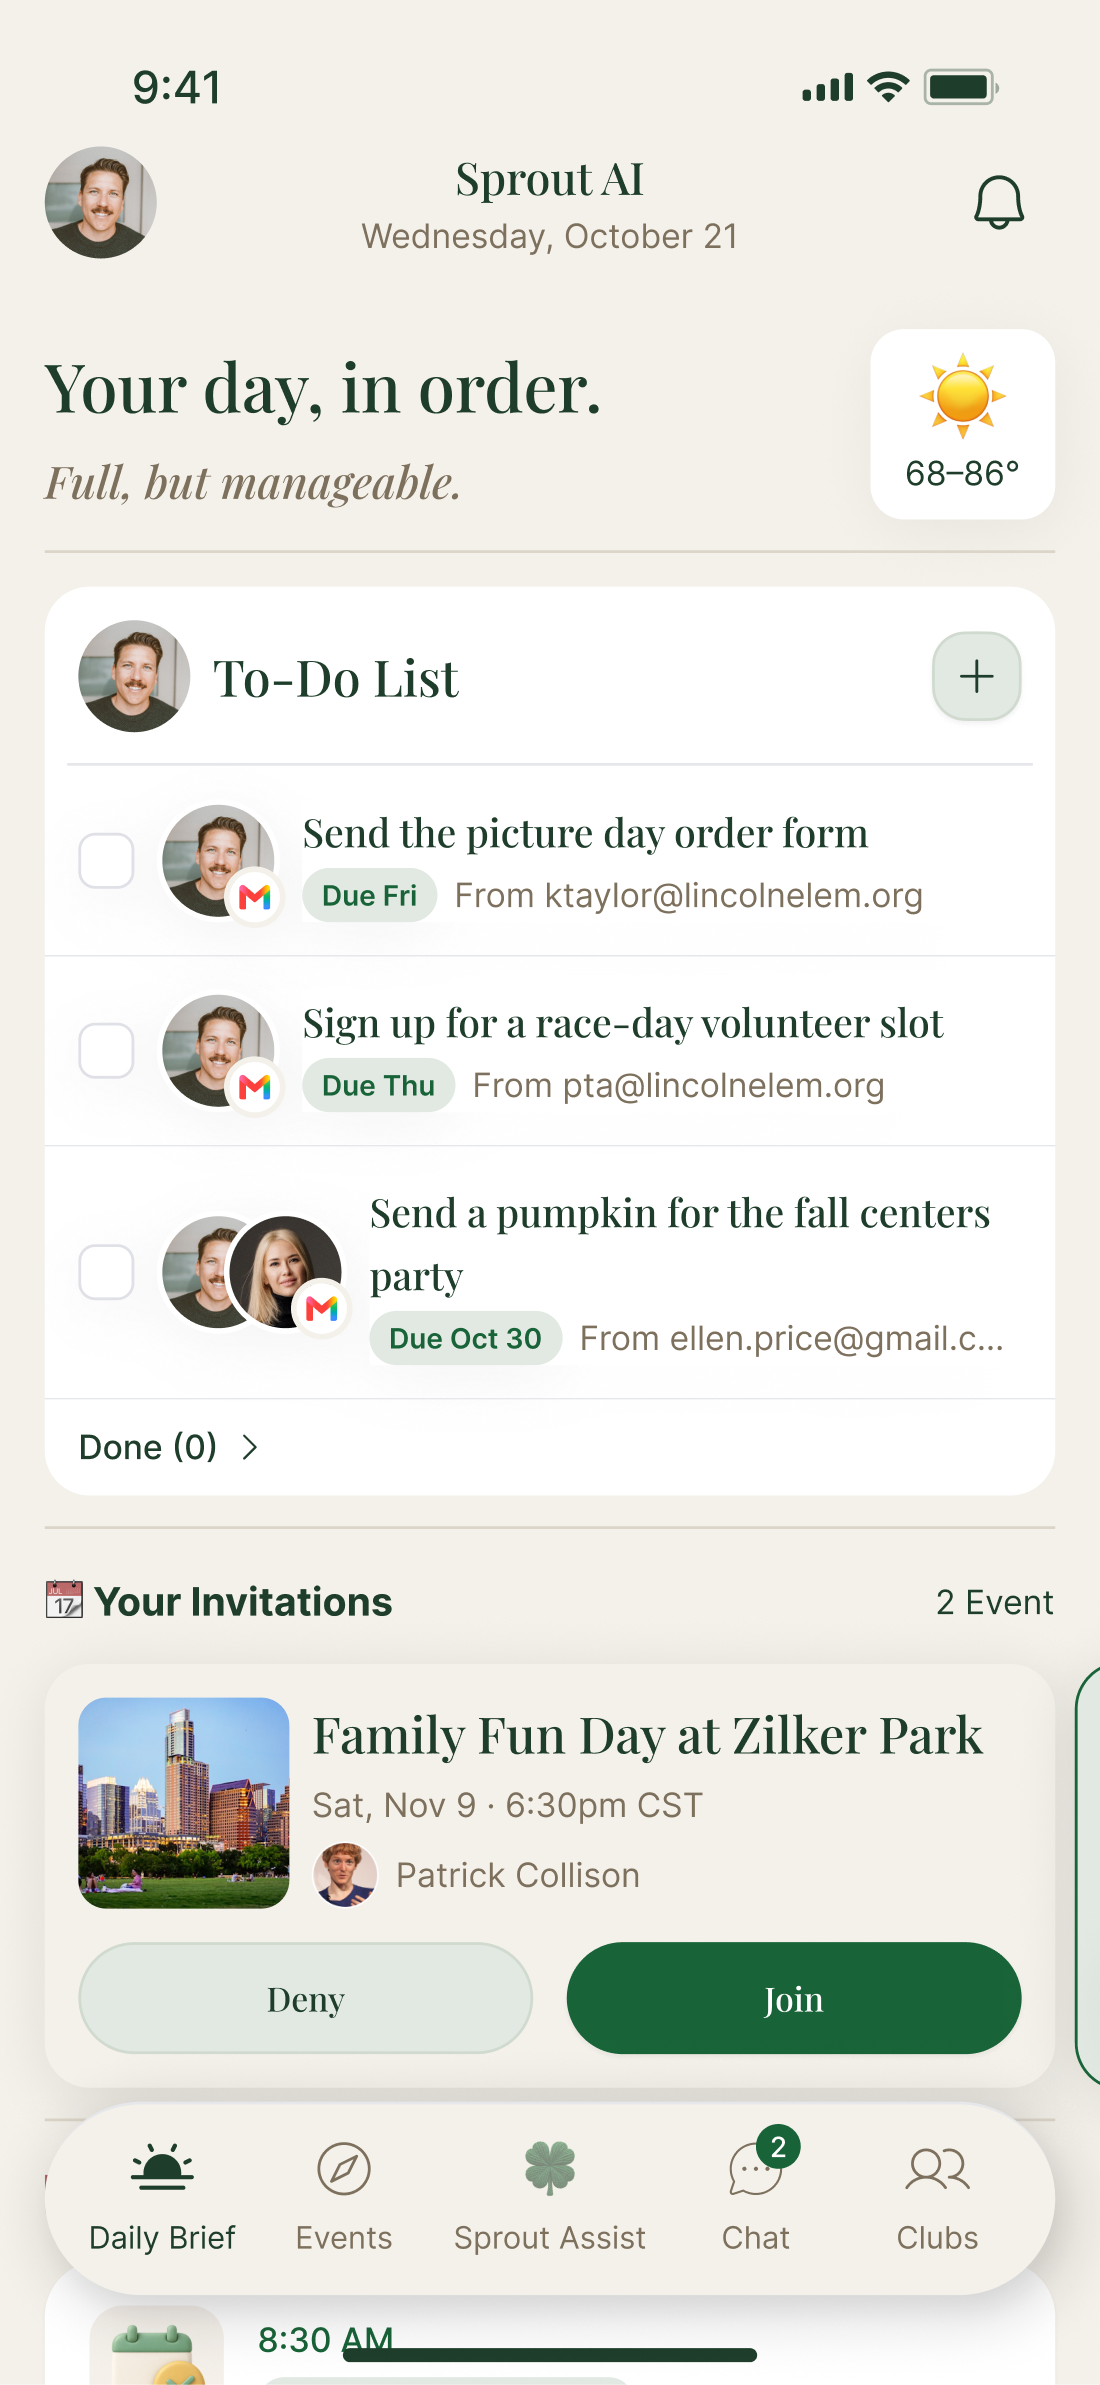 9:41
Sprout AI
Wednesday, October 21
Your day, in order.
Full, but manageable.
68–86°
To-Do List
Send the picture day order form
Due Fri From ktaylor@lincolnelem.org
Sign up for a race-day volunteer slot
Due Thu From pta@lincolnelem.org
Send a pumpkin for the fall centers
party
Due Oct 30 From ellen.price@gmail.c...
Done (0)
JUL
17
Your Invitations
2 Event
Family Fun Day at Zilker Park
Sat, Nov 9 · 6:30pm CST
Patrick Collison
Deny
Join
2
Daily Brief
Events
Sprout Assist
Chat
Clubs
8:30 AM